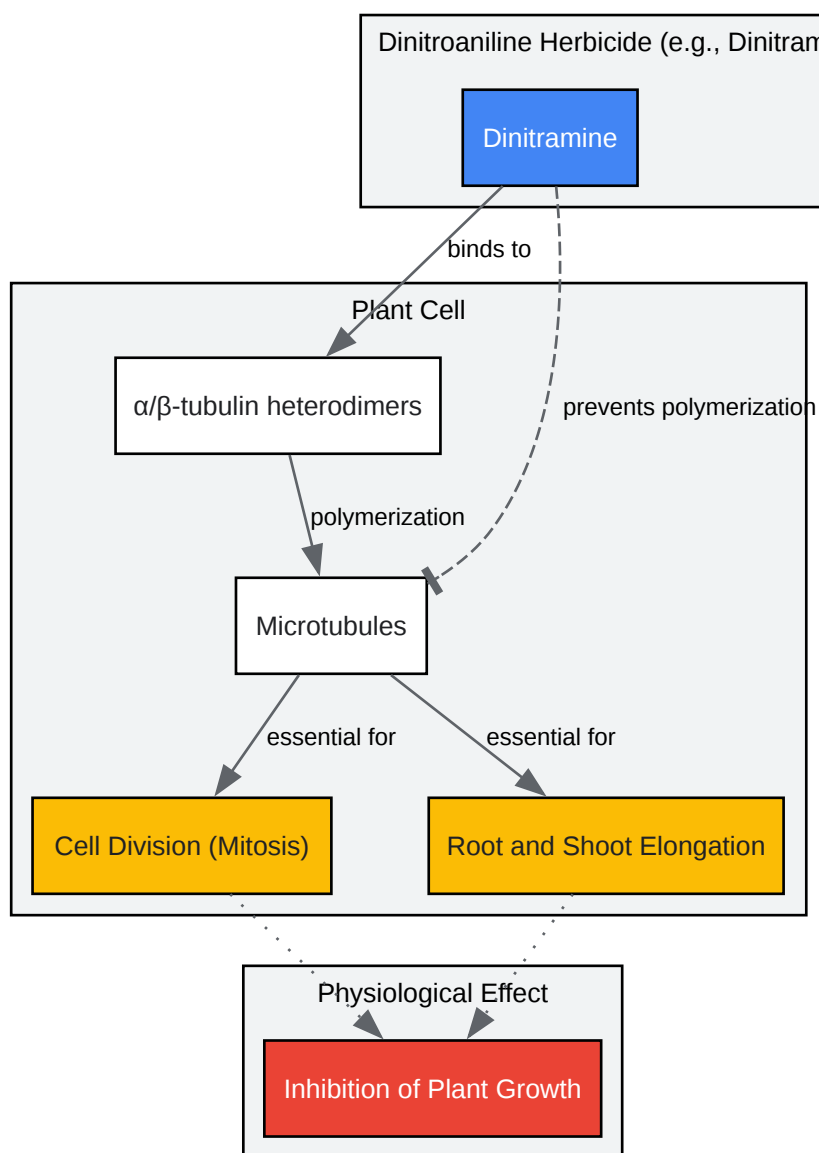 Dinitroaniline Herbicide (e.g., Dinitram
Dinitramine
binds to
Plant Cell
α/β-tubulin heterodimers
prevents polymerization
polymerization
Microtubules
essential for
essential for
Cell Division (Mitosis)
Root and Shoot Elongation
Physiological Effect
Inhibition of Plant Growth